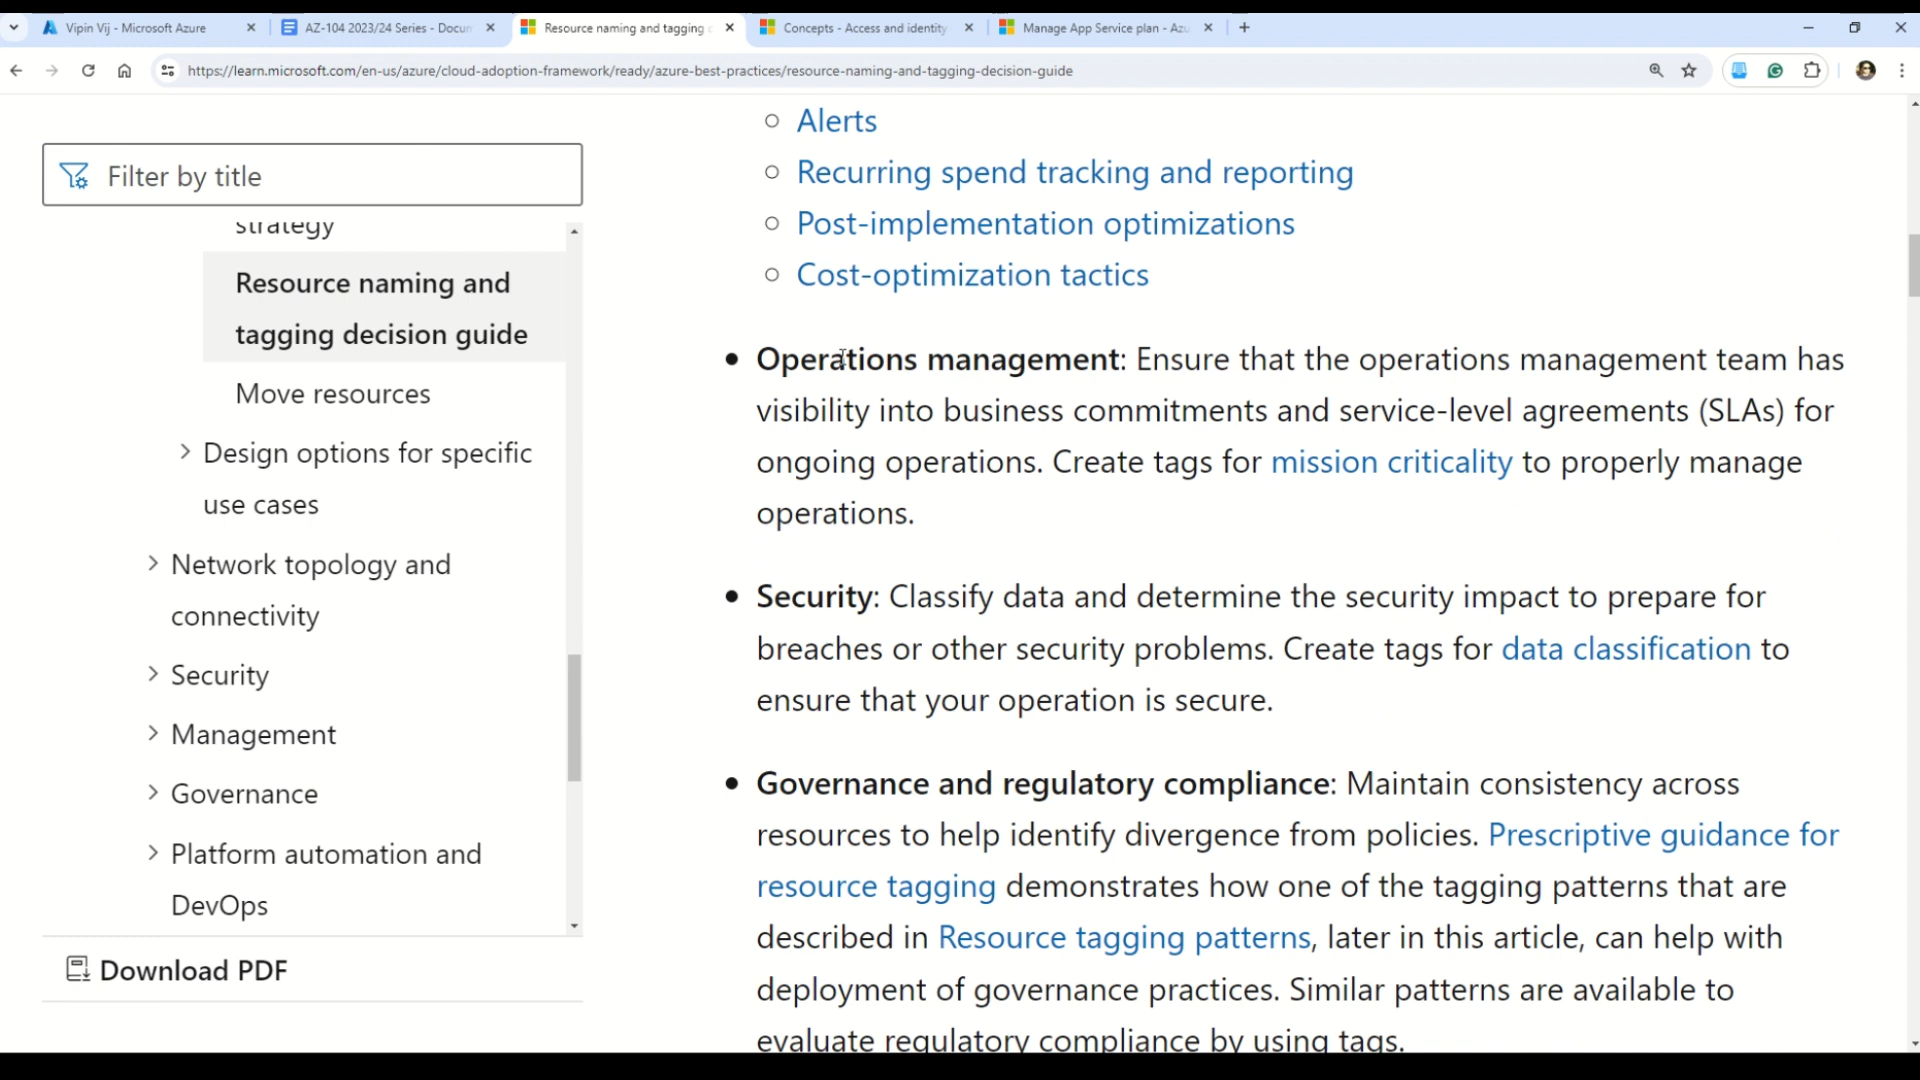 Vipin Vij - Microsoft Azure
AZ-104 2023/24 Series - Docun
Resource naming and tagging
Concepts - Access and identity
Manage App Service plan - Azu
https://learn.microsoft.com/en-us/azure/cloud-adoption-framework/ready/azure-best-practices/resource-naming-and-tagging-decision-guide
Filter by title
strategy
Resource naming and
tagging decision guide
Move resources
Design options for specific
use cases
Network topology and
connectivity
Security
Management
Governance
Platform automation and
DevOps
Download PDF
Alerts
Recurring spend tracking and reporting
Post-implementation optimizations
Cost-optimization tactics
Operations management: Ensure that the operations management team has
visibility into business commitments and service-level agreements (SLAs) for
ongoing operations. Create tags for mission criticality to properly manage
operations.
Security: Classify data and determine the security impact to prepare for
breaches or other security problems. Create tags for data classification to
ensure that your operation is secure.
Governance and regulatory compliance: Maintain consistency across
resources to help identify divergence from policies. Prescriptive guidance for
resource tagging demonstrates how one of the tagging patterns that are
described in Resource tagging patterns, later in this article, can help with
deployment of governance practices. Similar patterns are available to
evaluate regulatory compliance by using tags.